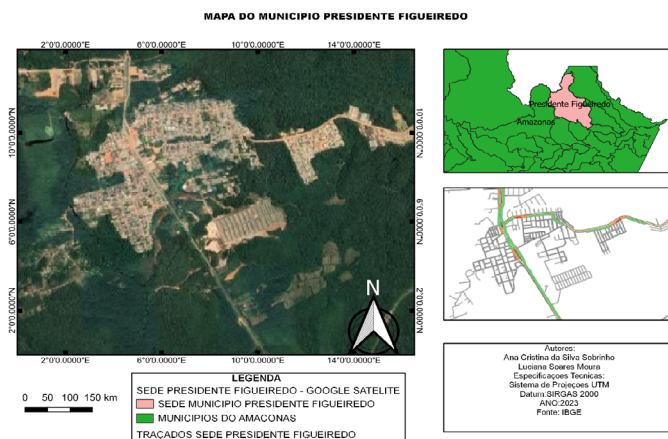 MAPA DO MUNICIPIO PRESIDENTE FIGUEIREDO
2°0'0.0000"E 6°0'0.0000"E 10°0'0.0000"E 14°0'0.0000"E
10°0'0.0000"N
6°0'0.0000"N
2°0'0.0000"N
10°0'0.0000"N
6°0'0.0000"N
2°0'0.0000"N
N
2°0'0.0000"E 6°0'0.0000"E 10°0'0.0000"E 14°0'0.0000"E
Presidente Figueiredo
Amazonas
0 50 100 150 km
LEGENDA
SEDE PRESIDENTE FIGUEIREDO - GOOGLE SATELITE
SEDE MUNICIPIO PRESIDENTE FIGUEIREDO
MUNICIPIOS DO AMACONAS
TRAÇADOS SEDE PRESIDENTE FIGUEIREDO
Autores:
Ana Cristina da Silva Sobrinho
Luciana Soares Moura
Especificaçoes Tecnicas:
Sistema de Projeçoes UTM
Datum:SIRGAS 2000
ANO:2023
Fonte: IBGE